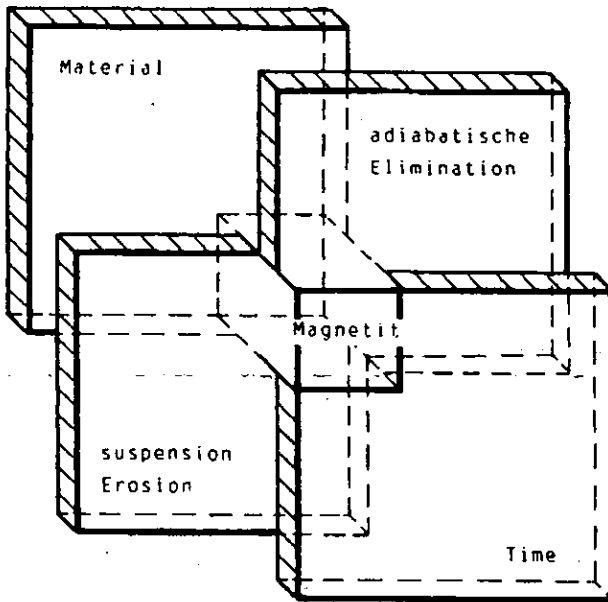 Material
adiabatische
Elimination
Magnetit
suspension
Erosion
Time